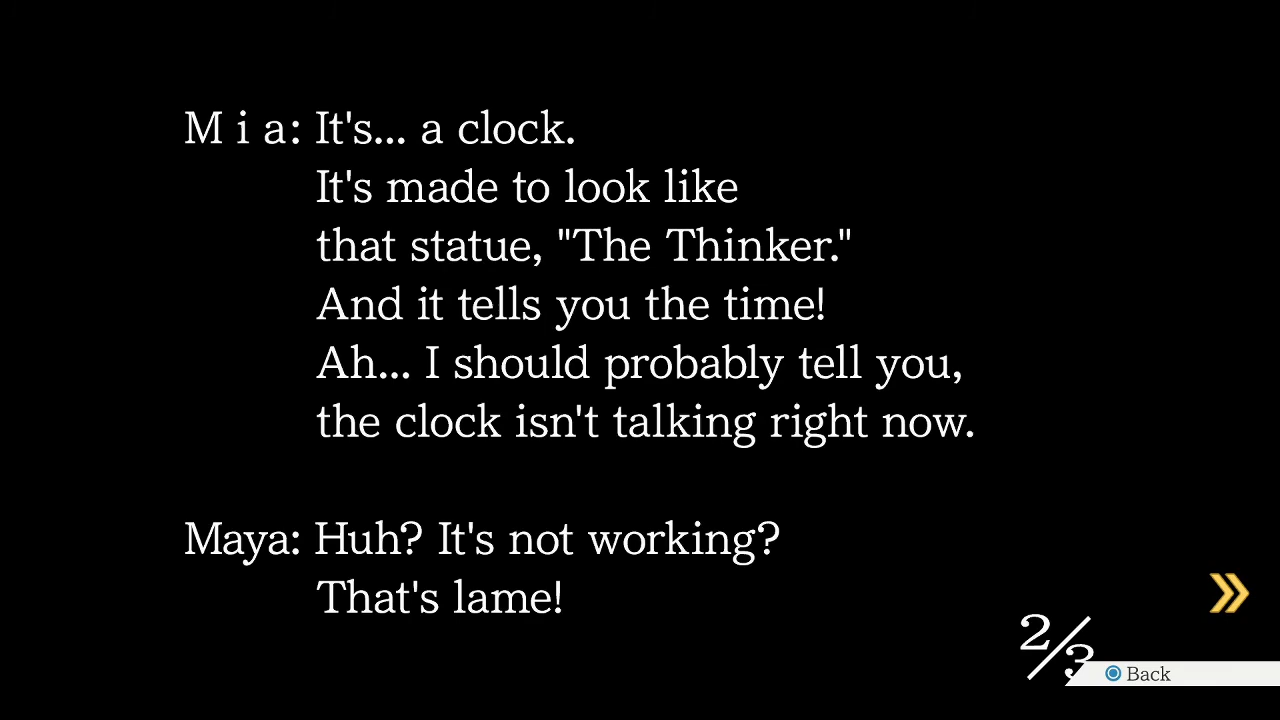 M i a: It's... a clock.
It's made to look like
that statue, "The Thinker."
And it tells you the time!
Ah... I should probably tell you,
the clock isn't talking right now.
Maya: Huh? It's not working?
That's lame!
2/3
Back